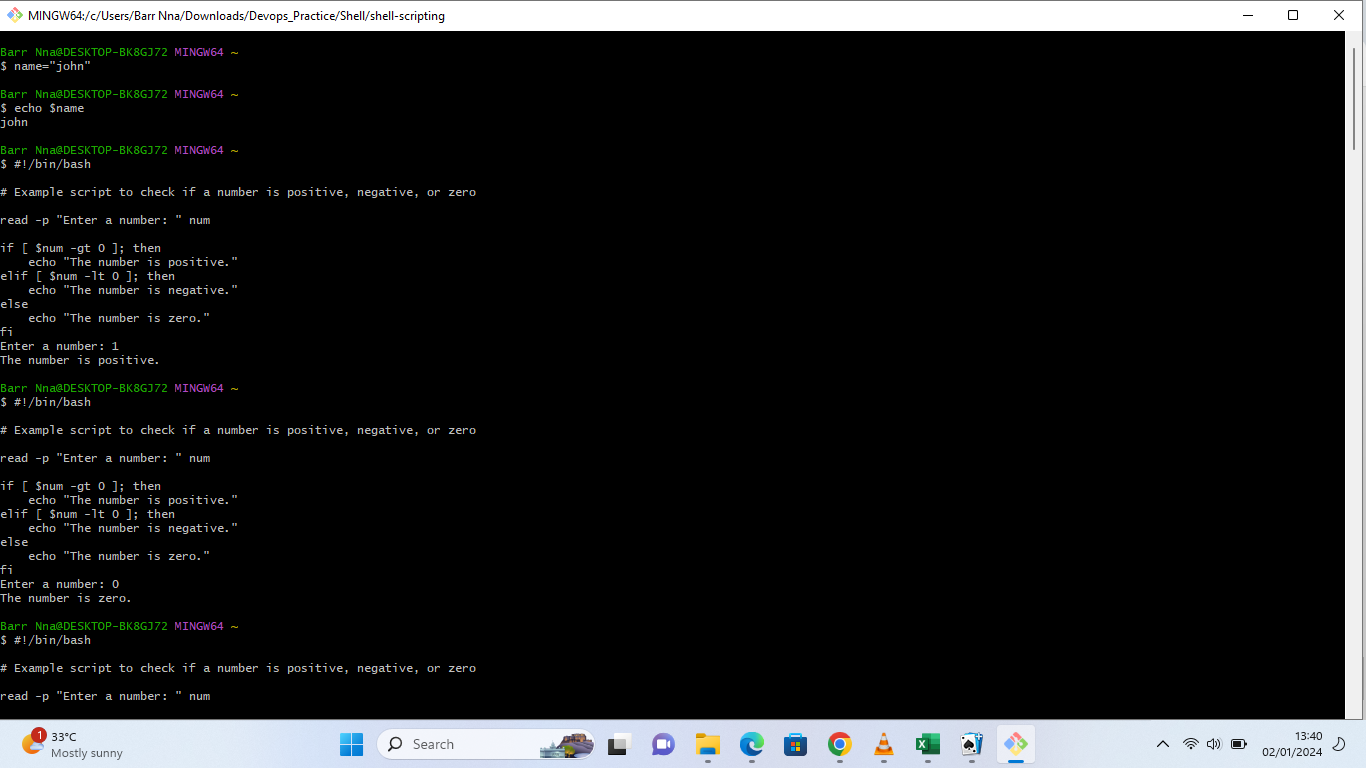 MINGW64:/c/Users/Barr Nna/Downloads/Devops_Practice/Shell/shell-scripting
Barr Nna@DESKTOP-BK8GJ72 MINGW64 ~
$ name="john"
Barr Nna@DESKTOP-BK8GJ72 MINGW64 ~
$ echo $name
john
Barr Nna@DESKTOP-BK8GJ72 MINGW64 ~
$ #!/bin/bash
# Example script to check if a number is positive, negative, or zero
read -p "Enter a number: " num
if [ $num -gt 0 ]; then
    echo "The number is positive."
elif [ $num -lt 0 ]; then
    echo "The number is negative."
else
    echo "The number is zero."
fi
Enter a number: 1
The number is positive.
Barr Nna@DESKTOP-BK8GJ72 MINGW64 ~
$ #!/bin/bash
# Example script to check if a number is positive, negative, or zero
read -p "Enter a number: " num
if [ $num -gt 0 ]; then
    echo "The number is positive."
elif [ $num -lt 0 ]; then
    echo "The number is negative."
else
    echo "The number is zero."
fi
Enter a number: 0
The number is zero.
Barr Nna@DESKTOP-BK8GJ72 MINGW64 ~
$ #!/bin/bash
# Example script to check if a number is positive, negative, or zero
read -p "Enter a number: " num
1
33°C
Mostly sunny
Search
13:40
02/01/2024